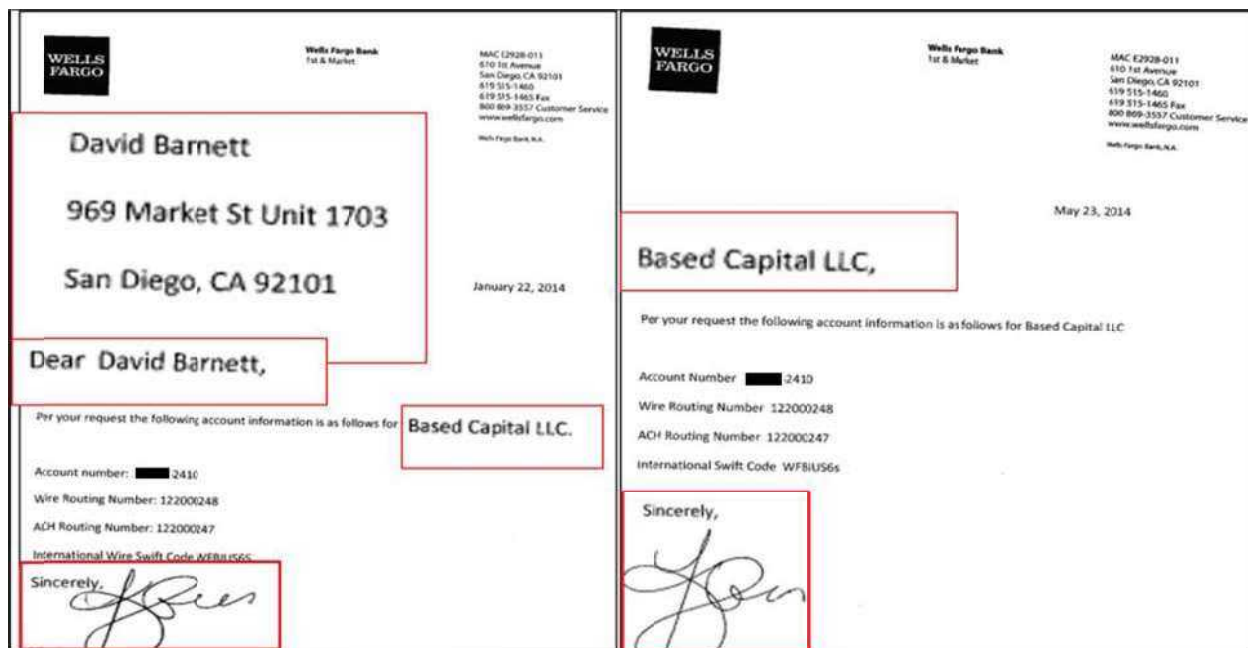 WELLS
FARGO
Wells Fargo Bank
1st & Market
MAC E2928-011
610 1st Avenue
San Diego, CA 92101
619 515-1460
619 515-1465 Fax
800 869-3557 Customer Service
www.wellsfargo.com
Wells Fargo Bank, N.A.
David Barnett
969 Market St Unit 1703
San Diego, CA 92101
January 22, 2014
Dear David Barnett,
Per your request the following account information is as follows for Based Capital LLC.
Account number: -2410
Wire Routing Number: 122000248
ACH Routing Number: 122000247
International Wire Swift Code WFBIUS6S
Sincerely,
WELLS
FARGO
Wells Fargo Bank
1st & Market
MAC E2928-011
610 1st Avenue
San Diego, CA 92101
619 515-1460
619 515-1465 Fax
800 869-3557 Customer Service
www.wellsfargo.com
Wells Fargo Bank, N.A.
May 23, 2014
Based Capital LLC,
Per your request the following account information is as follows for Based Capital LLC
Account Number -2410
Wire Routing Number 122000248
ACH Routing Number 122000247
International Swift Code WFBiUS6s
Sincerely,